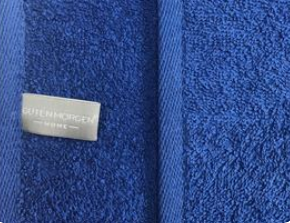 GUTEN MORGEN
— HOME —